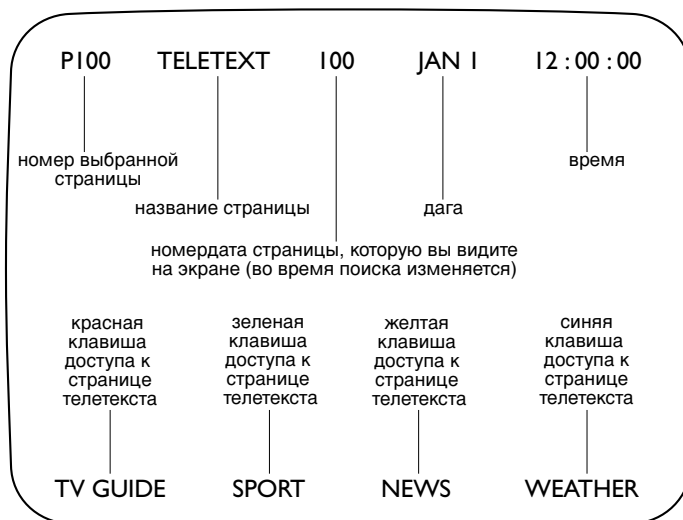 P100 TELETEXT 100 JAN 1 12 : 00 : 00
номер выбранной
страницы
время
название страницы
дага
номердата страницы, которую вы видите
на экране (во время поиска изменяется)
красная
клавиша
доступа к
странице
телетекста
зеленая
клавиша
доступа к
странице
телетекста
желтая
клавиша
доступа к
странице
телетекста
синяя
клавиша
доступа к
странице
телетекста
TV GUIDE SPORT NEWS WEATHER